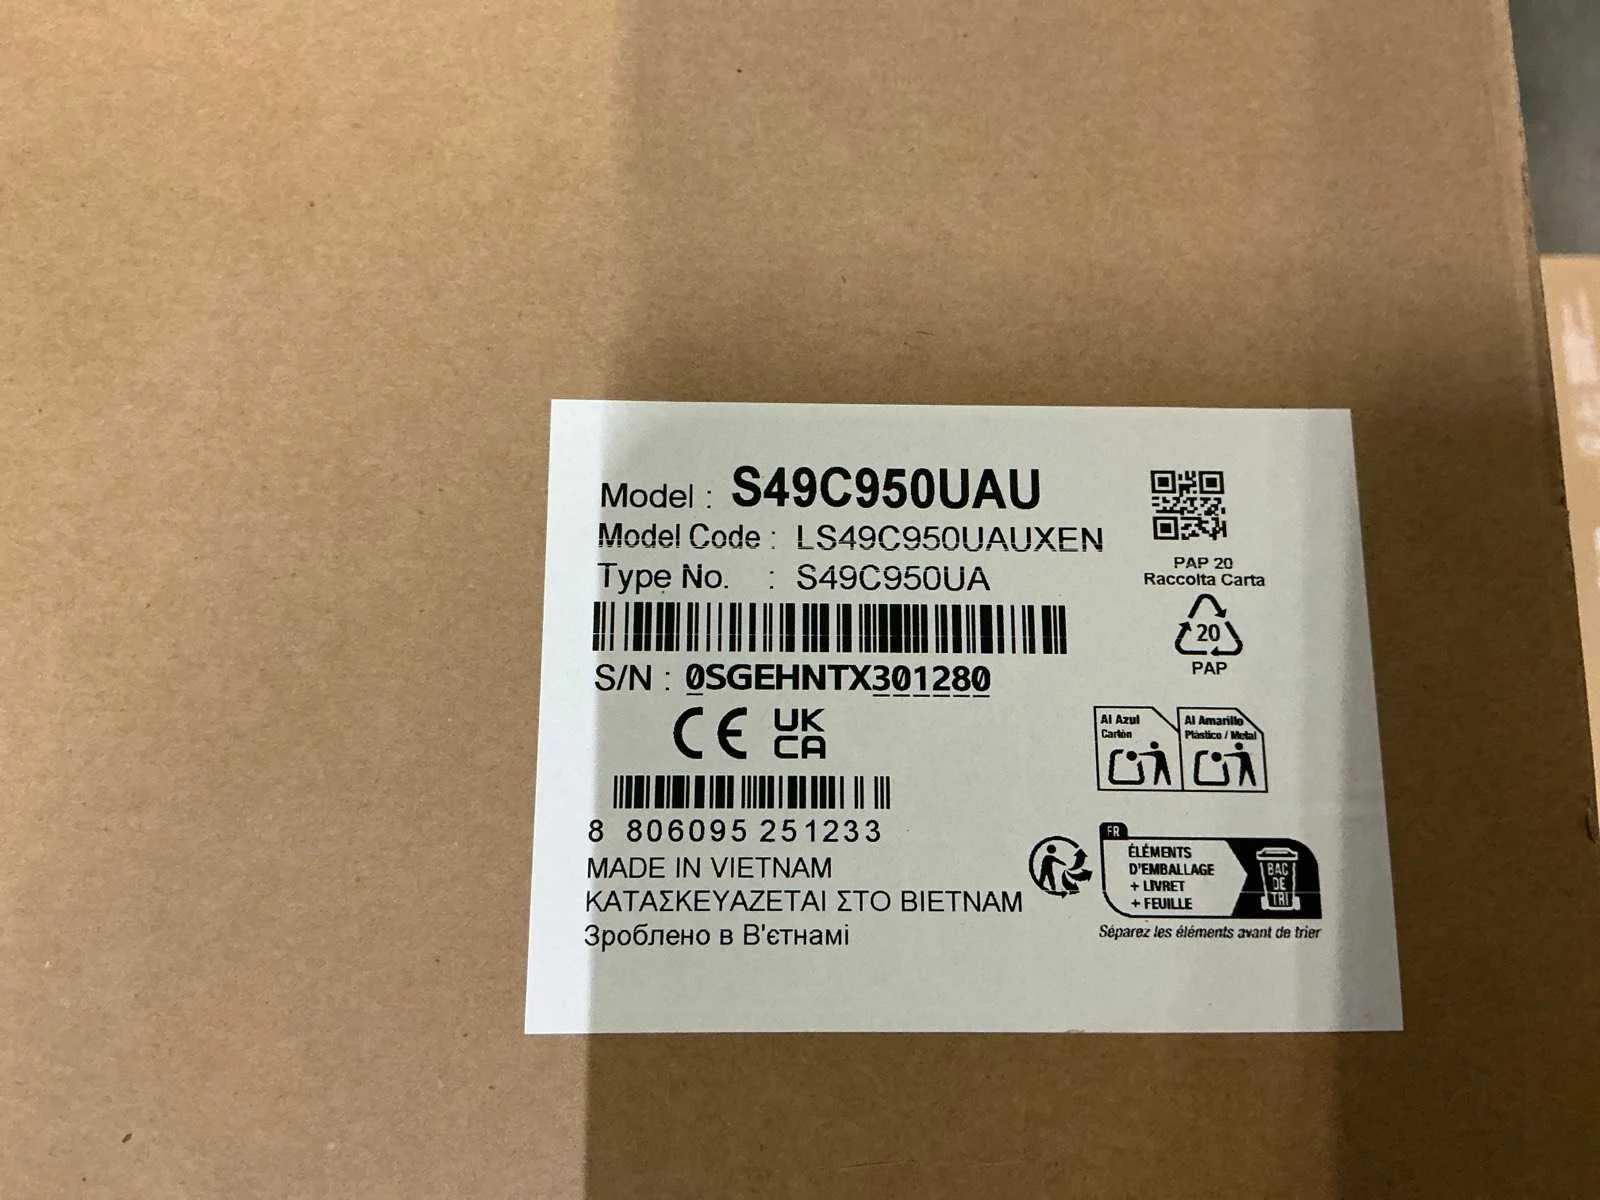 Model : S49C950UAU
Model Code : LS49C950UAUXEN
Type No. : S49C950UA
S/N : 0SGEHNTX301280
CE UK CA
8 806095 251233
MADE IN VIETNAM
ΚΑΤΑΣΚΕΥΑΖΕΤΑΙ ΣΤΟ ΒΙΕΤΝΑΜ
Зроблено в В'єтнамі
PAP 20
Raccolta Carta
20
PAP
Al Azul
Cartón
Al Amarillo
Plástico / Metal
FR
ÉLÉMENTS
D'EMBALLAGE
+ LIVRET
+ FEUILLE
BAC
DE
TRI
Séparez les éléments avant de trier